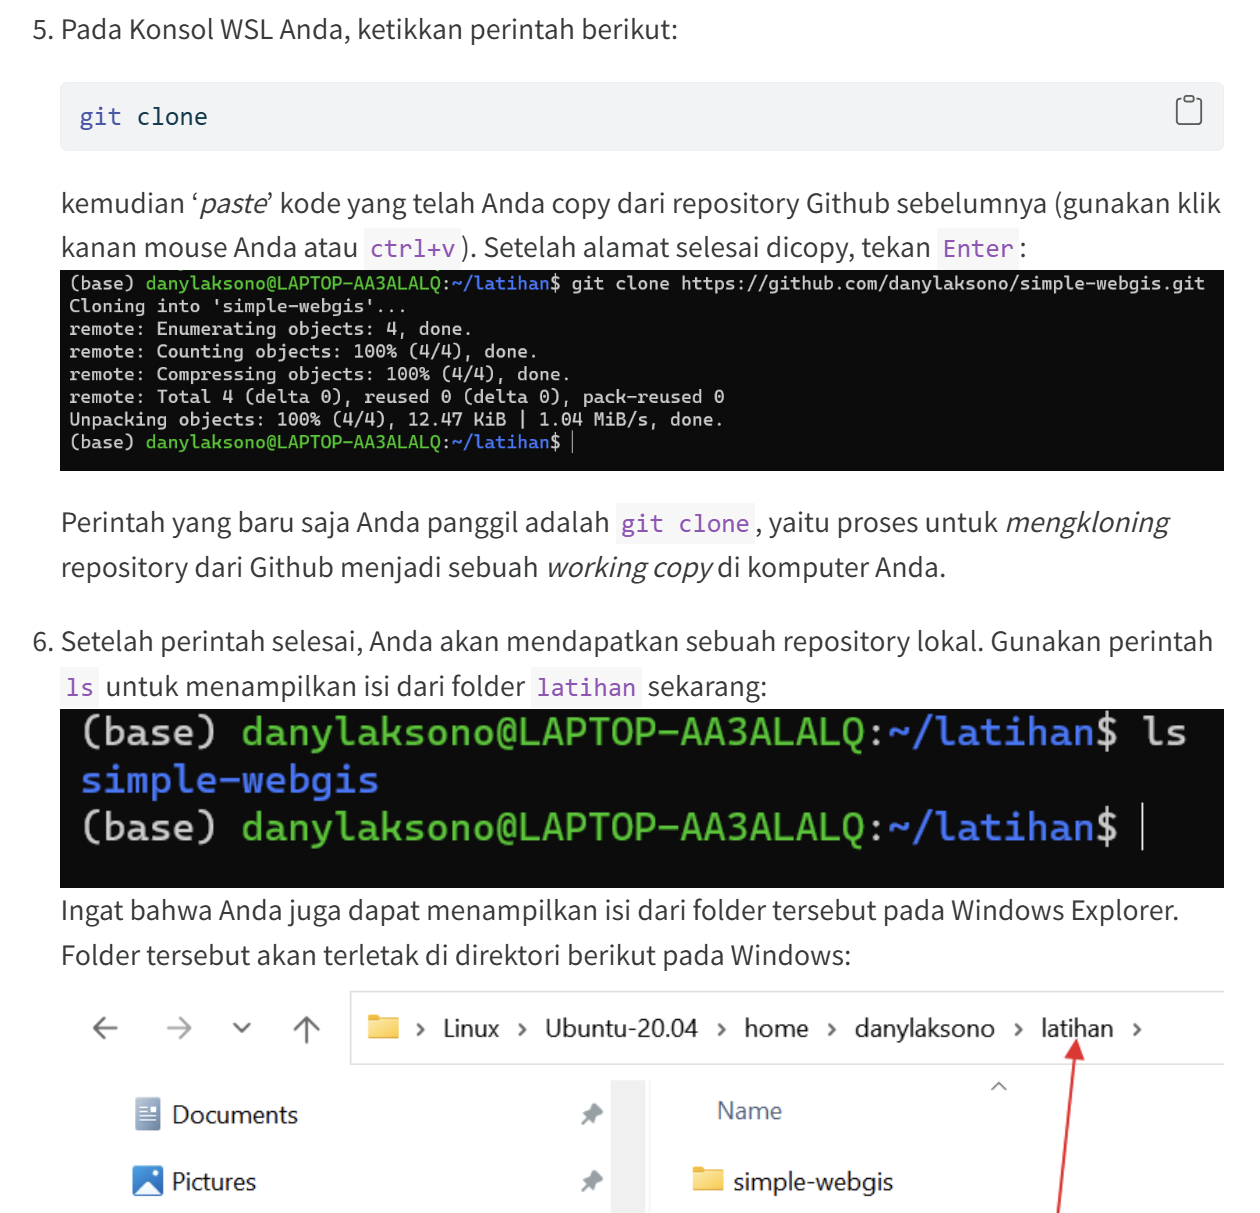 5. Pada Konsol WSL Anda, ketikkan perintah berikut:
git clone
kemudian ‘paste’ kode yang telah Anda copy dari repository Github sebelumnya (gunakan klik
kanan mouse Anda atau ctrl+v). Setelah alamat selesai dicopy, tekan Enter:
(base) danylaksono@LAPTOP-AA3ALALQ:~/latihan$ git clone https://github.com/danylaksono/simple-webgis.git
Cloning into 'simple-webgis'...
remote: Enumerating objects: 4, done.
remote: Counting objects: 100% (4/4), done.
remote: Compressing objects: 100% (4/4), done.
remote: Total 4 (delta 0), reused 0 (delta 0), pack-reused 0
Unpacking objects: 100% (4/4), 12.47 KiB | 1.04 MiB/s, done.
(base) danylaksono@LAPTOP-AA3ALALQ:~/latihan$
Perintah yang baru saja Anda panggil adalah git clone, yaitu proses untuk mengkloning
repository dari Github menjadi sebuah working copy di komputer Anda.
6. Setelah perintah selesai, Anda akan mendapatkan sebuah repository lokal. Gunakan perintah
ls untuk menampilkan isi dari folder latihan sekarang:
(base) danylaksono@LAPTOP-AA3ALALQ:~/latihan$ ls
simple-webgis
(base) danylaksono@LAPTOP-AA3ALALQ:~/latihan$
Ingat bahwa Anda juga dapat menampilkan isi dari folder tersebut pada Windows Explorer.
Folder tersebut akan terletak di direktori berikut pada Windows:
> Linux > Ubuntu-20.04 > home > danylaksono > latihan >
Documents
Name
Pictures
simple-webgis